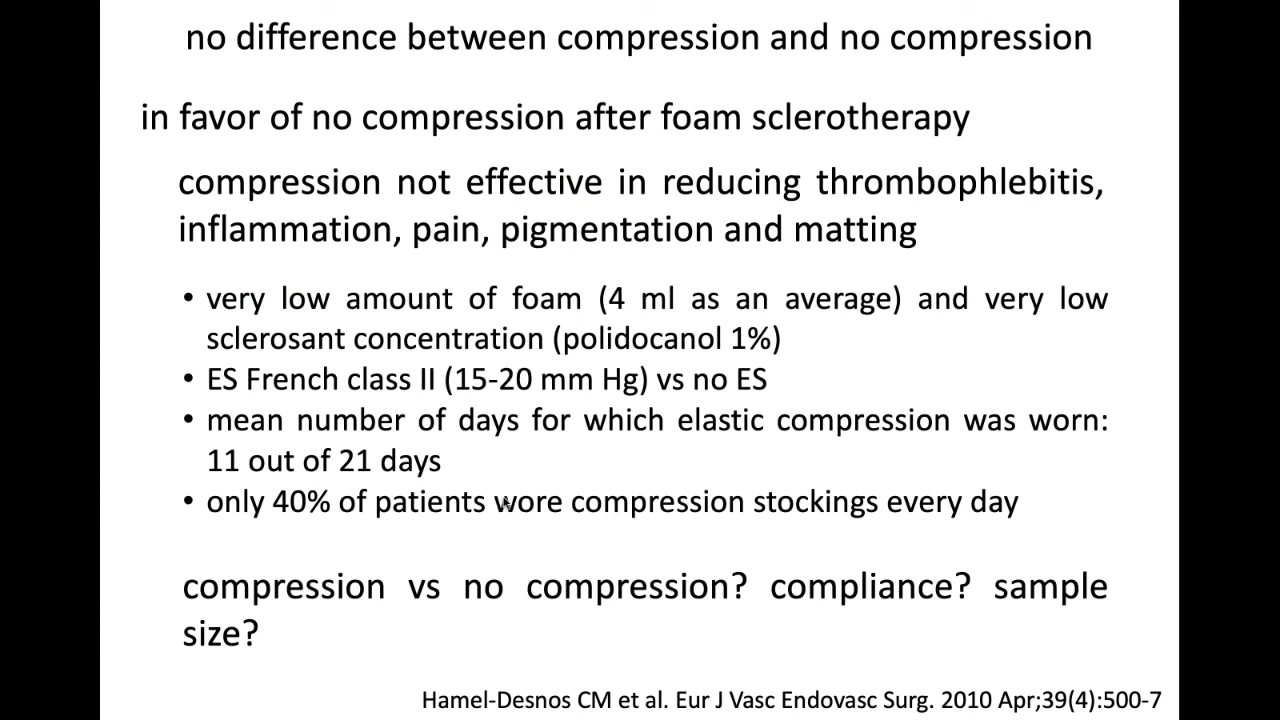 no difference between compression and no compression
in favor of no compression after foam sclerotherapy
compression not effective in reducing thrombophlebitis,
inflammation, pain, pigmentation and matting
• very low amount of foam (4 ml as an average) and very low
sclerosant concentration (polidocanol 1%)
• ES French class II (15-20 mm Hg) vs no ES
• mean number of days for which elastic compression was worn:
11 out of 21 days
• only 40% of patients wore compression stockings every day
compression vs no compression? compliance? sample
size?
Hamel-Desnos CM et al. Eur J Vasc Endovasc Surg. 2010 Apr;39(4):500-7